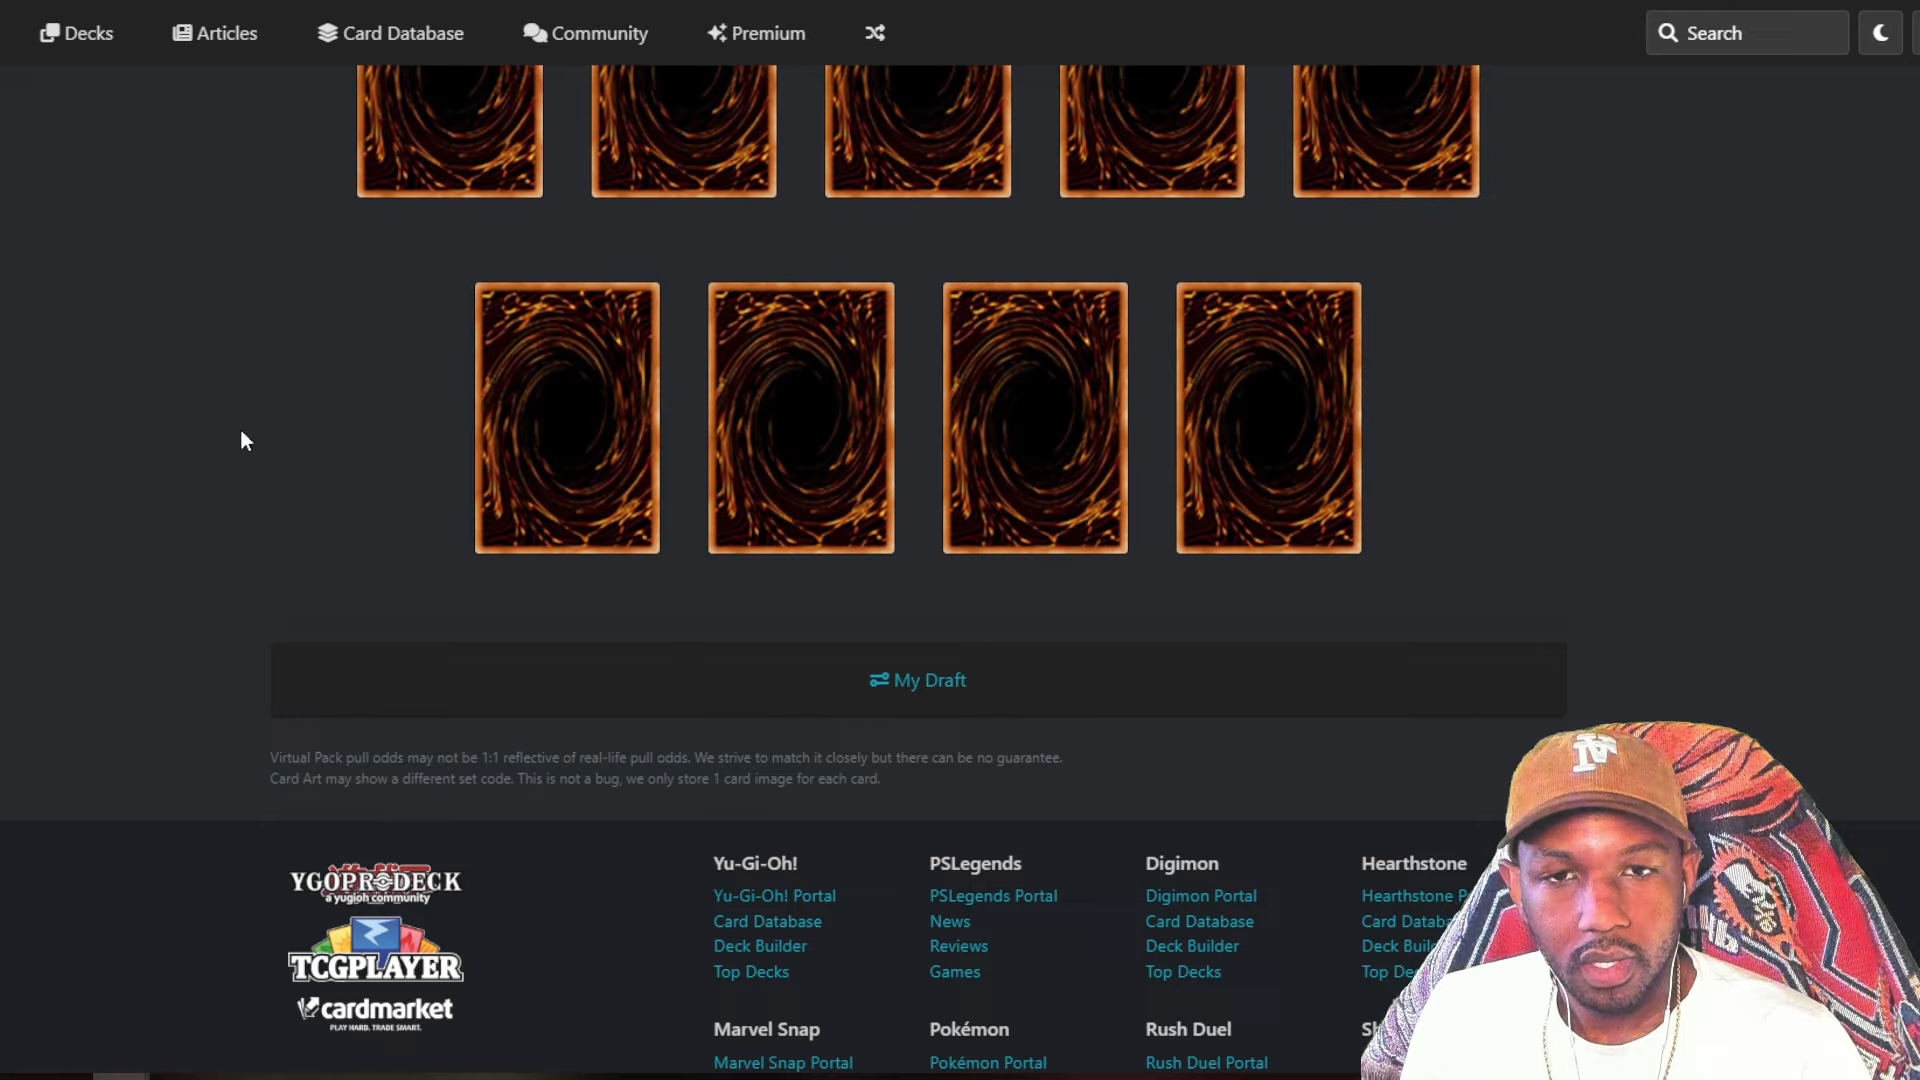 Decks
Articles
Card Database
Community
Premium
Search
My Draft
Virtual Pack pull odds may not be 1:1 reflective of real-life pull odds. We strive to match it closely but there can be no guarantee.
Card Art may show a different set code. This is not a bug, we only store 1 card image for each card.
YGOPRODECK
a yugioh community
TCGPLAYER
cardmarket
PLAY HARD. TRADE SMART.
Yu-Gi-Oh!
Yu-Gi-Oh! Portal
Card Database
Deck Builder
Top Decks
PSLegends
PSLegends Portal
News
Reviews
Games
Digimon
Digimon Portal
Card Database
Deck Builder
Top Decks
Hearthstone
Hearthstone P
Card Databa
Deck Buil
Top De
Marvel Snap
Marvel Snap Portal
Pokémon
Pokémon Portal
Rush Duel
Rush Duel Portal